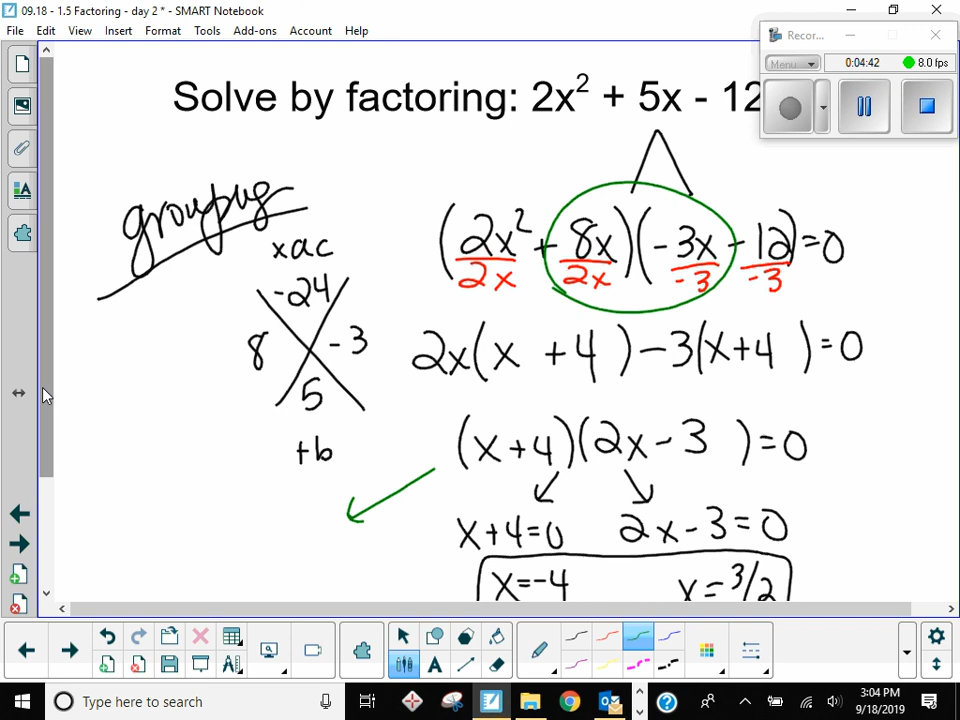 09.18 - 1.5 Factoring - day 2 * - SMART Notebook
File Edit View Insert Format Tools Add-ons Account Help
Recor...
Menu 0:04:42 8.0 fps
Solve by factoring: 2x² + 5x - 12
grouping
xac
-24
8 -3
5
+b
(2x² + 8x)(-3x - 12) = 0
2x 2x -3 -3
2x(x + 4) - 3(x + 4) = 0
(x + 4)(2x - 3) = 0
x + 4 = 0 2x - 3 = 0
x = -4 x = 3/2
A
Type here to search
3:04 PM
9/18/2019